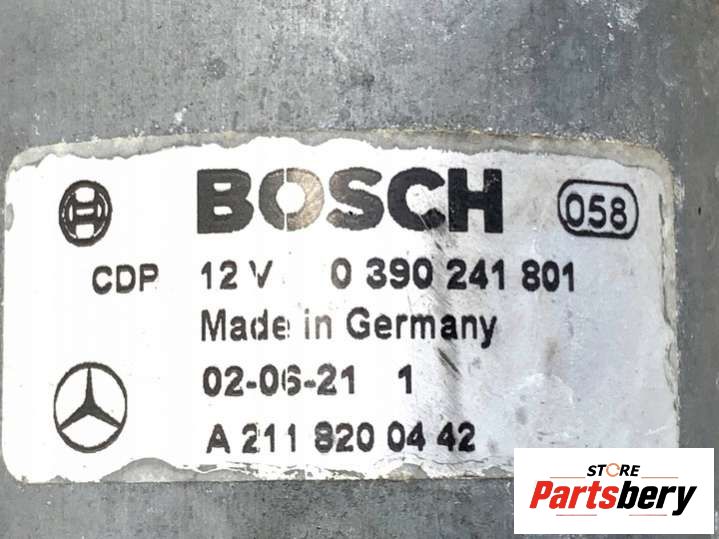 BOSCH 058
CDP 12 V 0 390 241 801
Made in Germany
02-06-21 1
A 211 820 04 42
STORE
Partsbery